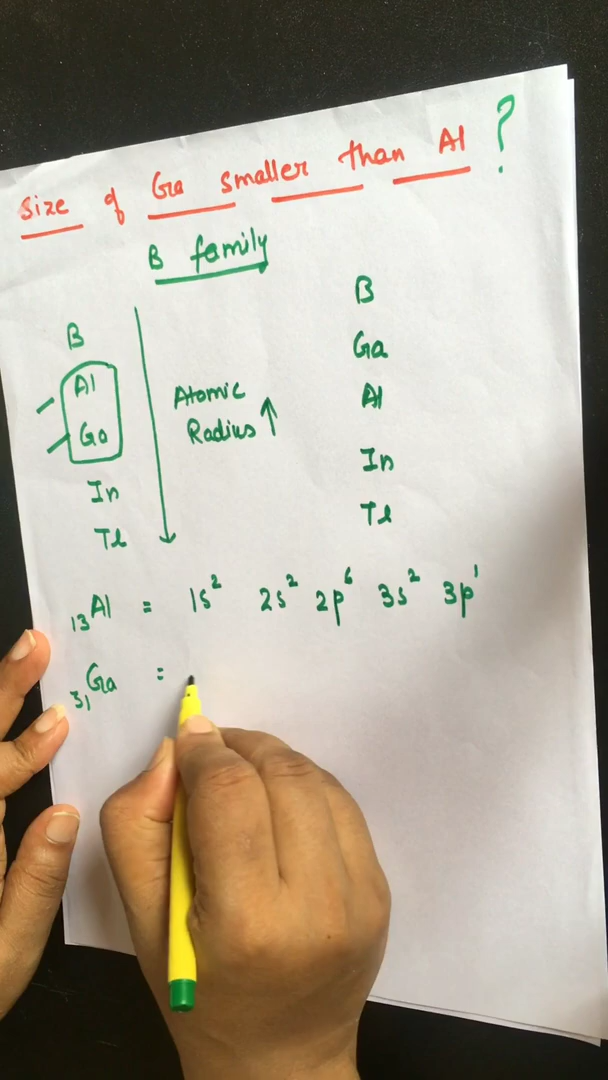 Size of Ga smaller than Al ?
B family
B
Al
Ga
In
Tl
Atomic
Radius ↑
B
Ga
Al
In
Tl
₁₃Al = 1s² 2s² 2p⁶ 3s² 3p¹
₃₁Ga =